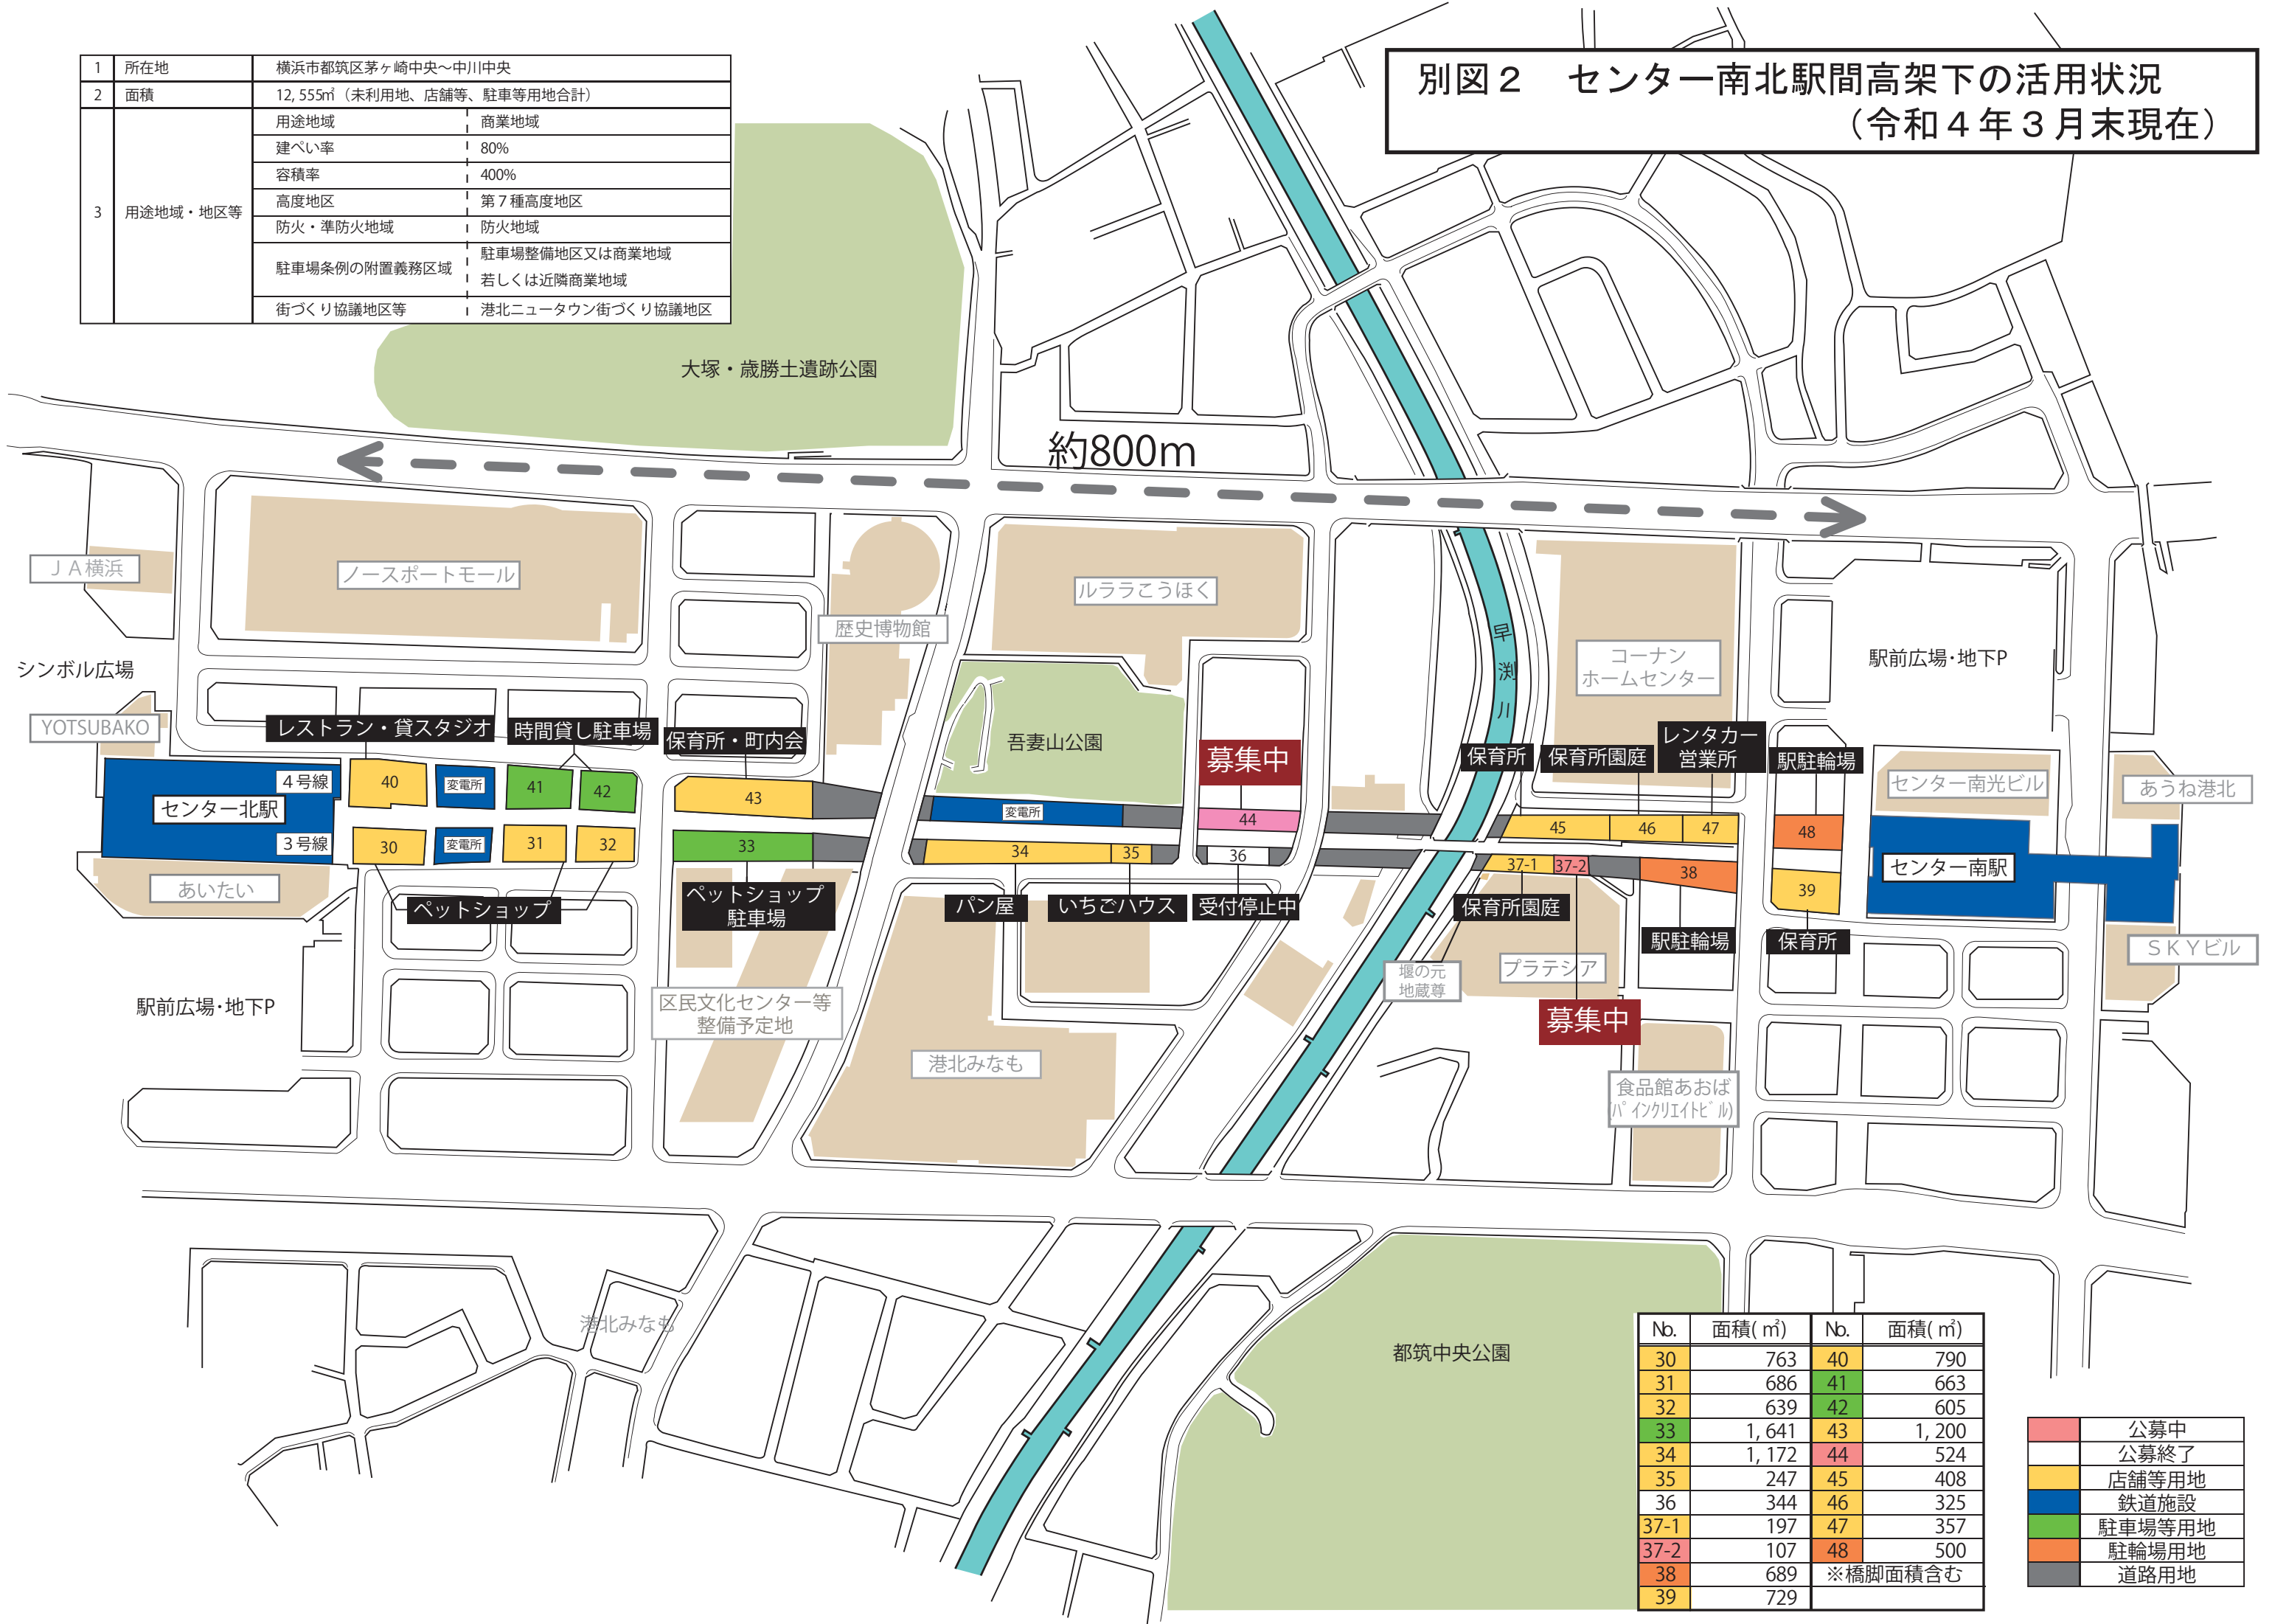 別図２　センター南北駅間高架下の活用状況
（令和４年３月末現在）
1 所在地 横浜市都筑区茅ヶ崎中央～中川中央
2 面積 12,555㎡（未利用地、店舗等、駐車等用地合計）
3 用途地域・地区等
用途地域 商業地域
建ぺい率 80%
容積率 400%
高度地区 第７種高度地区
防火・準防火地域 防火地域
駐車場条例の附置義務区域 駐車場整備地区又は商業地域
若しくは近隣商業地域
街づくり協議地区等 港北ニュータウン街づくり協議地区
大塚・歳勝土遺跡公園
約800m
ＪＡ横浜
ノースポートモール
歴史博物館
ルララこうほく
早渕川
コーナン
ホームセンター
駅前広場・地下P
シンボル広場
YOTSUBAKO
レストラン・貸スタジオ
時間貸し駐車場
保育所・町内会
吾妻山公園
募集中
保育所
保育所園庭
レンタカー
営業所
駅駐輪場
センター南光ビル
あうね港北
４号線
センター北駅
３号線
40
変電所
41
42
43
変電所
44
45
46
47
48
30
変電所
31
32
33
34
35
36
37-1
37-2
38
39
センター南駅
あいたい
ペットショップ
ペットショップ
駐車場
パン屋
いちごハウス
受付停止中
保育所園庭
駅駐輪場
保育所
ＳＫＹビル
堰の元
地蔵尊
プラテシア
募集中
駅前広場・地下P
区民文化センター等
整備予定地
港北みなも
食品館あおば
(ﾊﾟｲﾝｸﾘｴｲﾄﾋﾞﾙ)
港北みなも
都筑中央公園
No. 面積(㎡) No. 面積(㎡)
30 763 40 790
31 686 41 663
32 639 42 605
33 1,641 43 1,200
34 1,172 44 524
35 247 45 408
36 344 46 325
37-1 197 47 357
37-2 107 48 500
38 689 ※橋脚面積含む
39 729
公募中
公募終了
店舗等用地
鉄道施設
駐車場等用地
駐輪場用地
道路用地